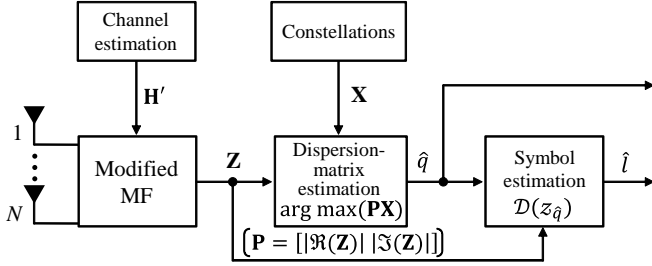 Channel
estimation
Constellations
H′
X
1
Modified
MF
Z
Dispersion-
matrix
estimation
arg max(PX)
q̂
Symbol
estimation
𝒟(z_q̂)
l̂
N
(P = [|ℜ(Z)| |ℑ(Z)|])